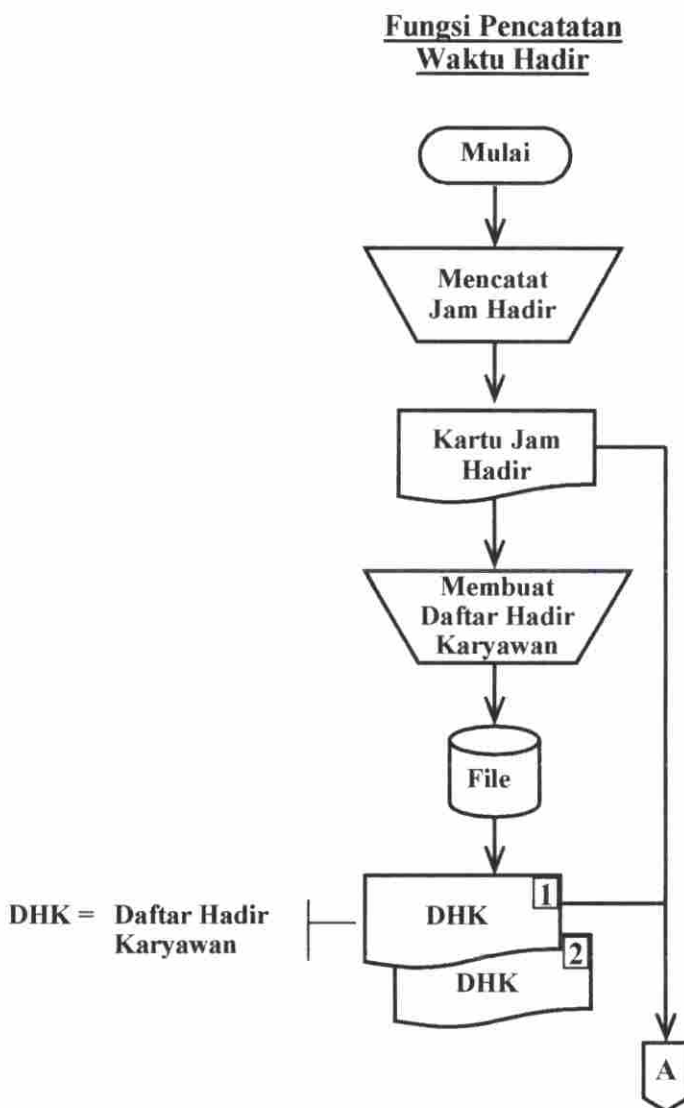 Fungsi Pencatatan
Waktu Hadir
Mulai
Mencatat
Jam Hadir
Kartu Jam
Hadir
Membuat
Daftar Hadir
Karyawan
File
1
DHK
DHK = Daftar Hadir
Karyawan
2
DHK
A